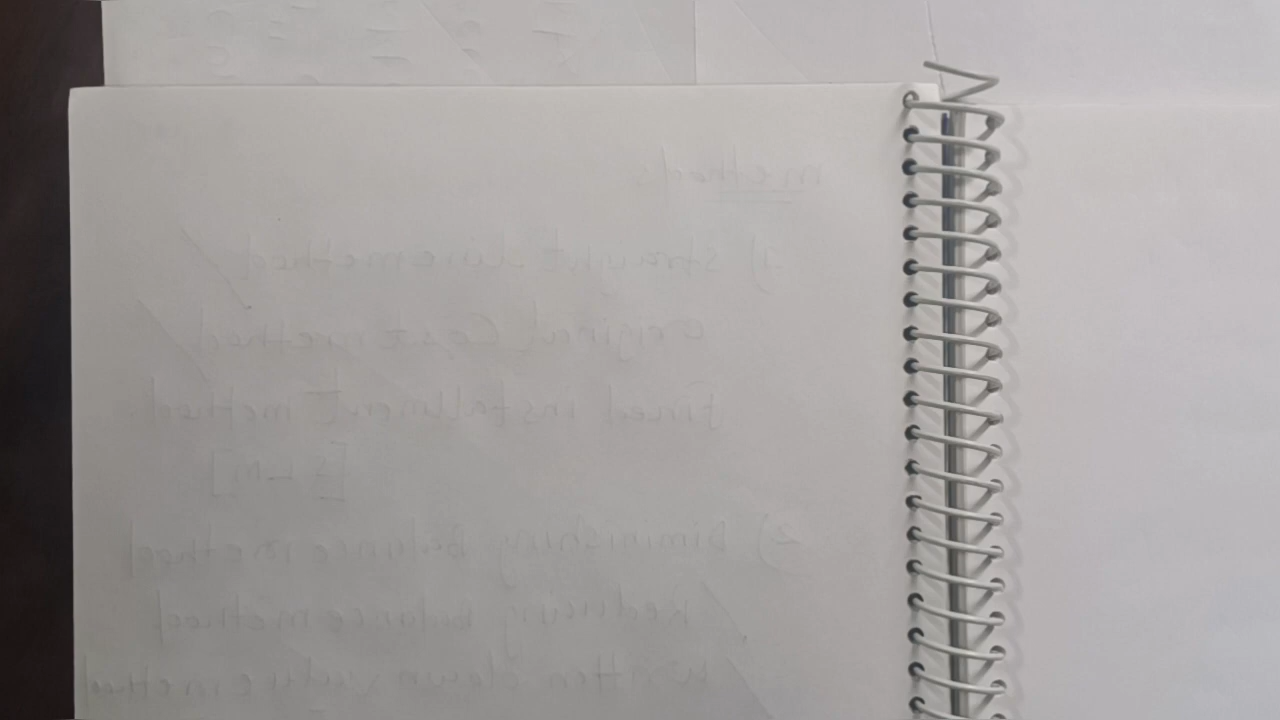 methods
1) Straight line method
Original Cost method
Fixed installment method
[SLM]
2) Diminishing Balance method
Reducing Balance method
Written down value method